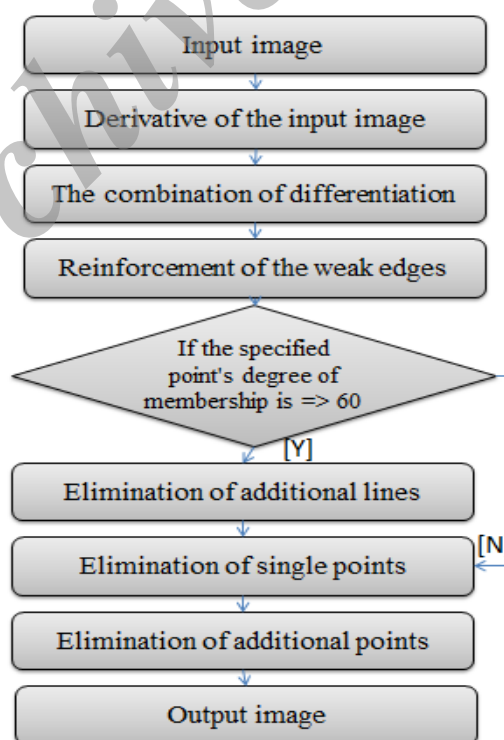 Input image
Derivative of the input image
The combination of differentiation
Reinforcement of the weak edges
If the specified
point's degree of
membership is => 60
[Y]
Elimination of additional lines
[N
Elimination of single points
Elimination of additional points
Output image